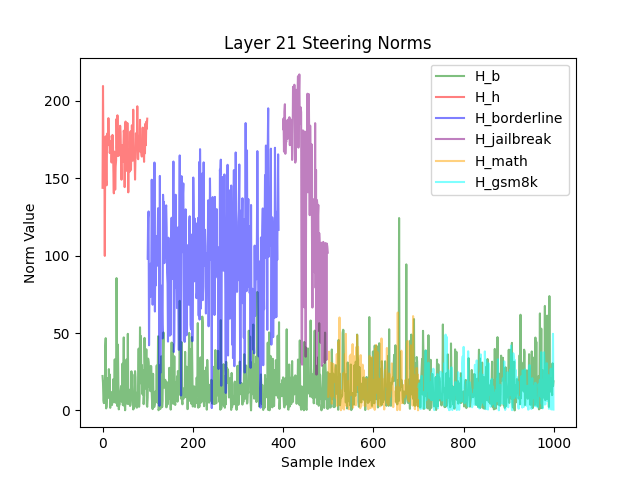 Layer 21 Steering Norms
H_b
H_h
H_borderline
H_jailbreak
H_math
H_gsm8k
Norm Value
200
150
100
50
0
0
200
400
600
800
1000
Sample Index